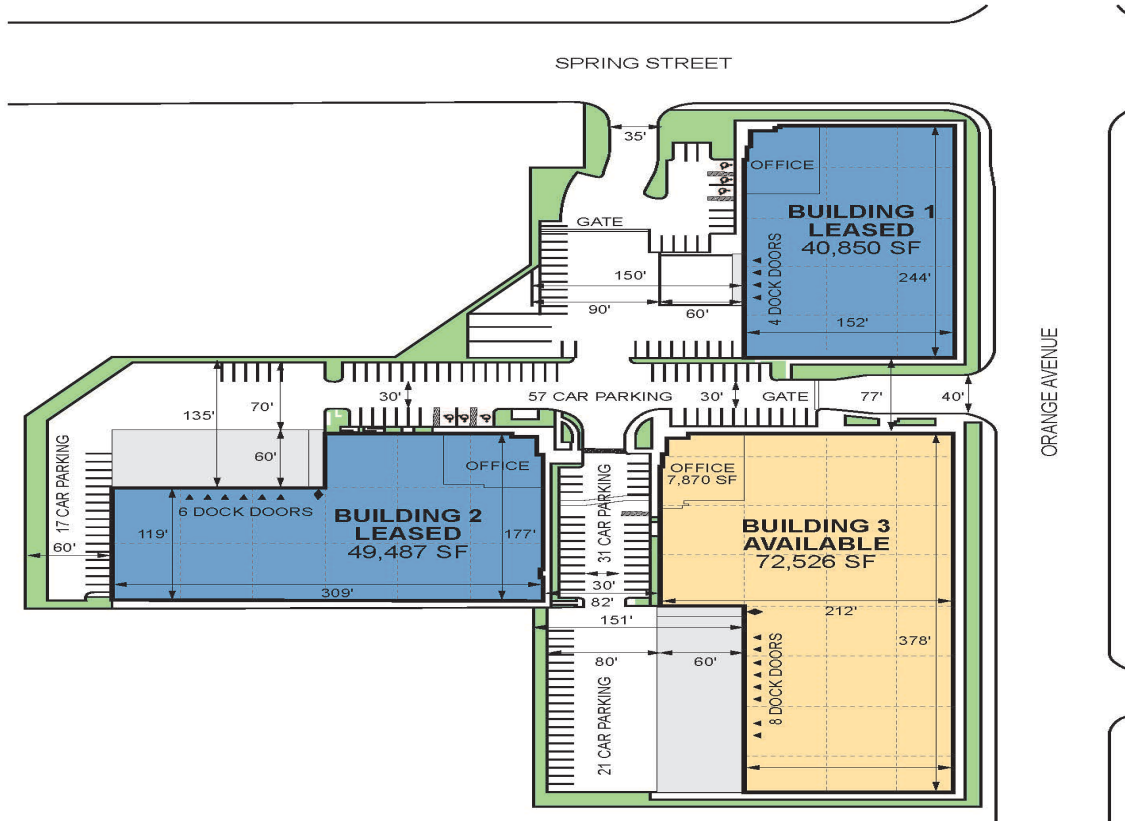 SPRING STREET
35'
OFFICE
BUILDING 1
LEASED
40,850 SF
GATE
4 DOCK DOORS
150'
244'
90'
60'
152'
ORANGE AVENUE
30'
57 CAR PARKING
30'
GATE
77'
40'
70'
135'
60'
17 CAR PARKING
OFFICE
OFFICE
7,870 SF
6 DOCK DOORS
BUILDING 2
LEASED
49,487 SF
119'
177'
31 CAR PARKING
BUILDING 3
AVAILABLE
72,526 SF
60'
309'
30'
82'
212'
151'
378'
80'
60'
8 DOCK DOORS
21 CAR PARKING